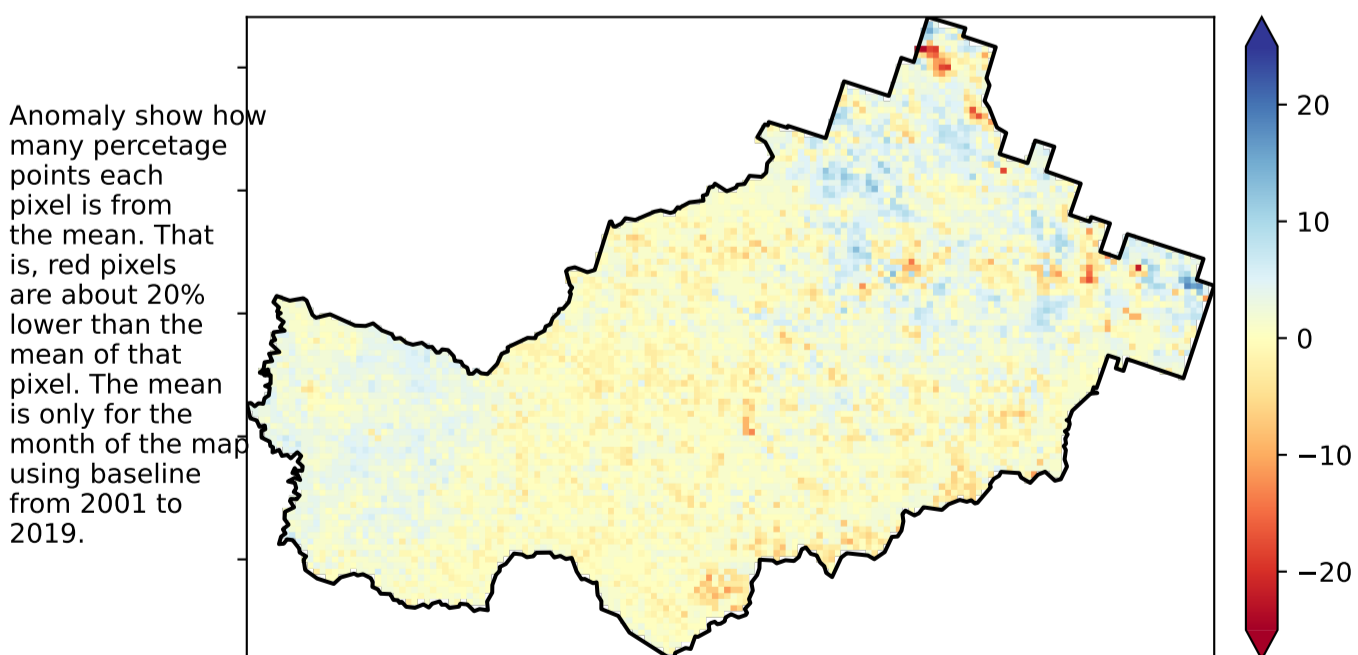 Anomaly show how
many percetage
points each
pixel is from
the mean. That
is, red pixels
are about 20%
lower than the
mean of that
pixel. The mean
is only for the
month of the map
using baseline
from 2001 to
2019.
20
10
0
−10
−20